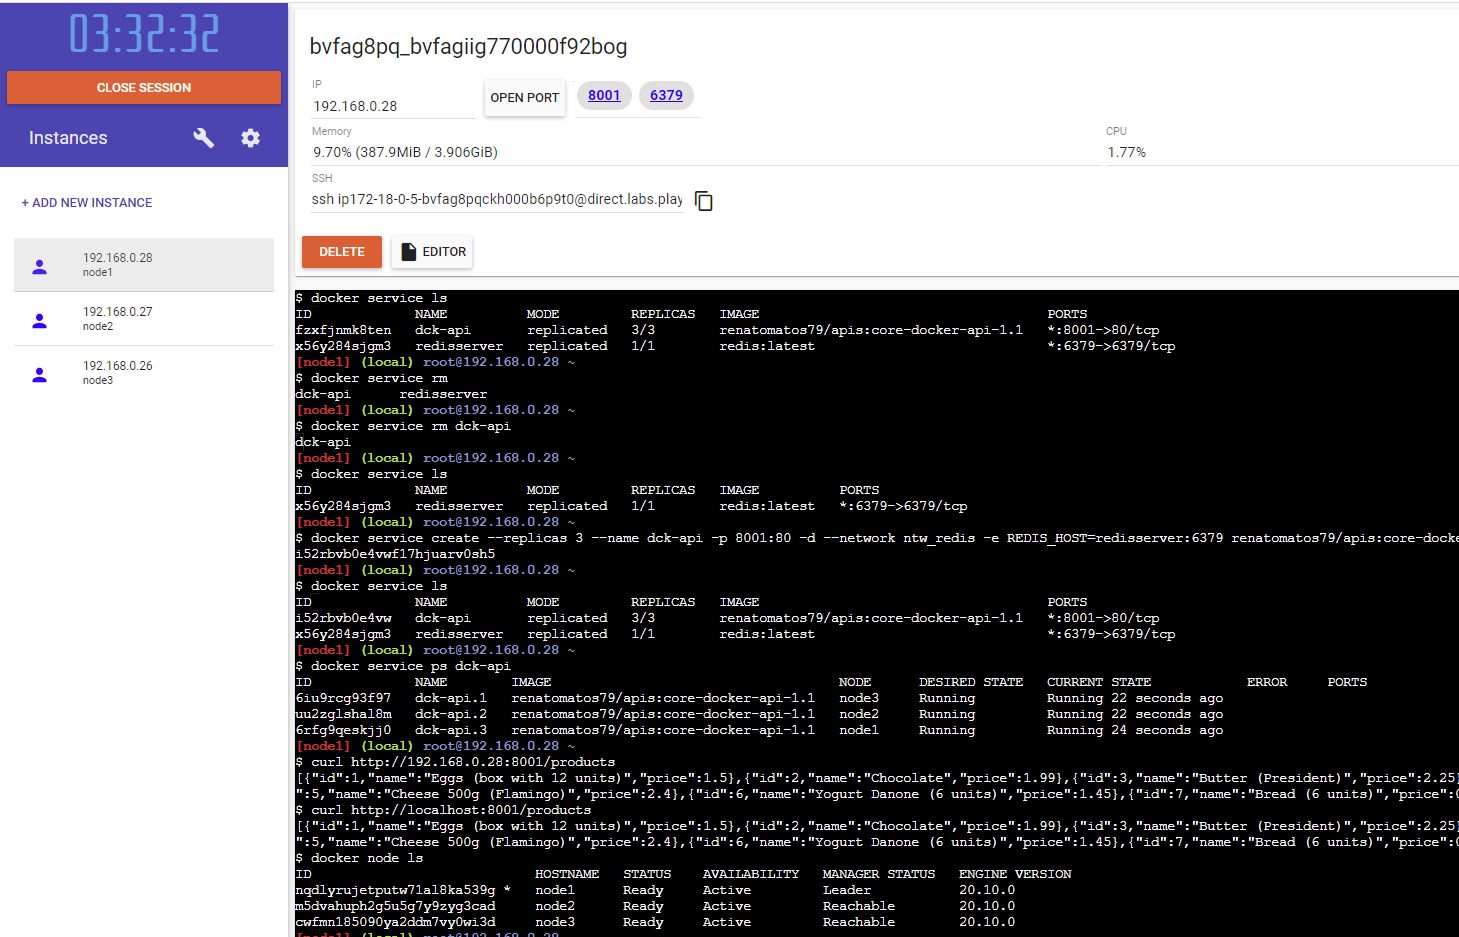 03:32:32
CLOSE SESSION
Instances
+ ADD NEW INSTANCE
192.168.0.28
node1
192.168.0.27
node2
192.168.0.26
node3
bvfag8pq_bvfagiig770000f92bog
IP
192.168.0.28
OPEN PORT
8001
6379
Memory
9.70% (387.9MiB / 3.906GiB)
CPU
1.77%
SSH
ssh ip172-18-0-5-bvfag8pqckh000b6p9t0@direct.labs.play
DELETE
EDITOR
$ docker service ls
ID NAME MODE REPLICAS IMAGE PORTS
fzxfjnmk8ten dck-api replicated 3/3 renatomatos79/apis:core-docker-api-1.1 *:8001->80/tcp
x56y284sjgm3 redisserver replicated 1/1 redis:latest *:6379->6379/tcp
[node1] (local) root@192.168.0.28 ~
$ docker service rm
dck-api redisserver
[node1] (local) root@192.168.0.28 ~
$ docker service rm dck-api
dck-api
[node1] (local) root@192.168.0.28 ~
$ docker service ls
ID NAME MODE REPLICAS IMAGE PORTS
x56y284sjgm3 redisserver replicated 1/1 redis:latest *:6379->6379/tcp
[node1] (local) root@192.168.0.28 ~
$ docker service create --replicas 3 --name dck-api -p 8001:80 -d --network ntw_redis -e REDIS_HOST=redisserver:6379 renatomatos79/apis:core-docke
i52rbvb0e4vwf17hjuarv0sh5
[node1] (local) root@192.168.0.28 ~
$ docker service ls
ID NAME MODE REPLICAS IMAGE PORTS
i52rbvb0e4vw dck-api replicated 3/3 renatomatos79/apis:core-docker-api-1.1 *:8001->80/tcp
x56y284sjgm3 redisserver replicated 1/1 redis:latest *:6379->6379/tcp
[node1] (local) root@192.168.0.28 ~
$ docker service ps dck-api
ID NAME IMAGE NODE DESIRED STATE CURRENT STATE ERROR PORTS
6iu9rcg93f97 dck-api.1 renatomatos79/apis:core-docker-api-1.1 node3 Running Running 22 seconds ago
uu2zglshal8m dck-api.2 renatomatos79/apis:core-docker-api-1.1 node2 Running Running 22 seconds ago
6rfg9qeskjj0 dck-api.3 renatomatos79/apis:core-docker-api-1.1 node1 Running Running 24 seconds ago
[node1] (local) root@192.168.0.28 ~
$ curl http://192.168.0.28:8001/products
[{"id":1,"name":"Eggs (box with 12 units)","price":1.5},{"id":2,"name":"Chocolate","price":1.99},{"id":3,"name":"Butter (President)","price":2.25}
":5,"name":"Cheese 500g (Flamingo)","price":2.4},{"id":6,"name":"Yogurt Danone (6 units)","price":1.45},{"id":7,"name":"Bread (6 units)","price":0
$ curl http://localhost:8001/products
[{"id":1,"name":"Eggs (box with 12 units)","price":1.5},{"id":2,"name":"Chocolate","price":1.99},{"id":3,"name":"Butter (President)","price":2.25}
":5,"name":"Cheese 500g (Flamingo)","price":2.4},{"id":6,"name":"Yogurt Danone (6 units)","price":1.45},{"id":7,"name":"Bread (6 units)","price":0
$ docker node ls
ID HOSTNAME STATUS AVAILABILITY MANAGER STATUS ENGINE VERSION
nqdlyrujetputw71al8ka539g * node1 Ready Active Leader 20.10.0
m5dvahuph2g5u5g7y9zyg3cad node2 Ready Active Reachable 20.10.0
cwfmn185090ya2ddm7vy0wi3d node3 Ready Active Reachable 20.10.0